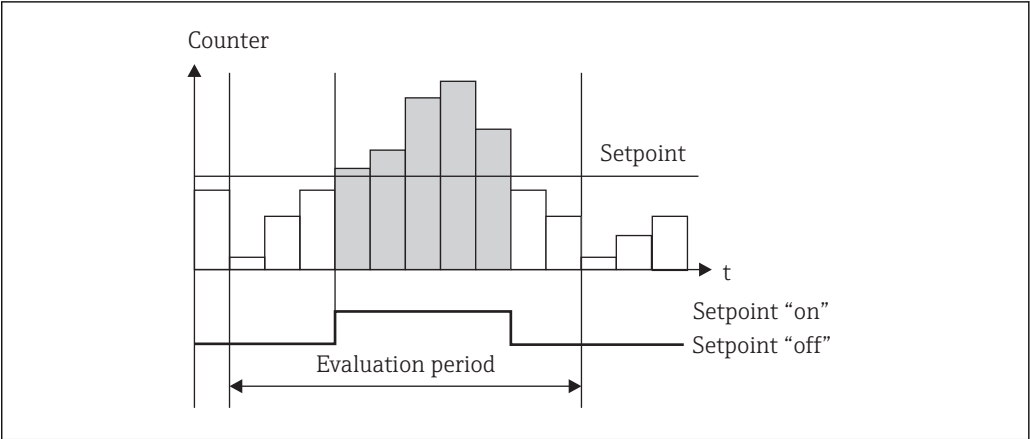 Counter
Setpoint
t
Setpoint “on”
Setpoint “off”
Evaluation period